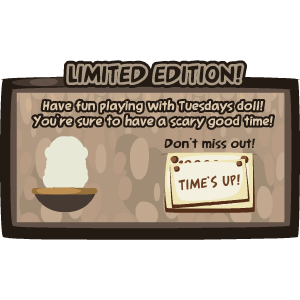 LIMITED EDITION!
Have fun playing with Tuesdays doll!
You're sure to have a scary good time!
Don't miss out!
TIME'S UP!